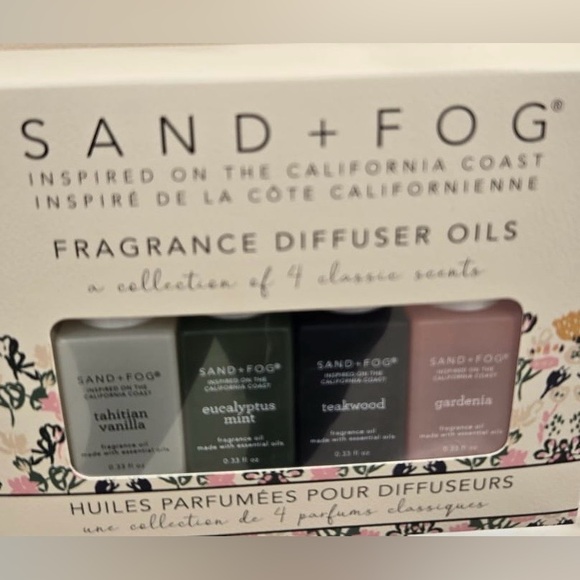 SAND + FOG®
INSPIRED ON THE CALIFORNIA COAST
INSPIRÉ DE LA CÔTE CALIFORNIENNE
FRAGRANCE DIFFUSER OILS
a collection of 4 classic scents
SAND + FOG®
INSPIRED ON THE
CALIFORNIA COAST
tahitian
vanilla
fragrance oil
made with essential oils
0.33 fl oz
SAND + FOG®
INSPIRED ON THE
CALIFORNIA COAST
eucalyptus
mint
fragrance oil
made with essential oils
0.33 fl oz
SAND + FOG®
INSPIRED ON THE
CALIFORNIA COAST
teakwood
fragrance oil
made with essential oils
0.33 fl oz
SAND + FOG®
INSPIRED ON THE
CALIFORNIA COAST
gardenia
fragrance oil
made with essential oils
0.33 fl oz
HUILES PARFUMÉES POUR DIFFUSEURS
une collection de 4 parfums classiques